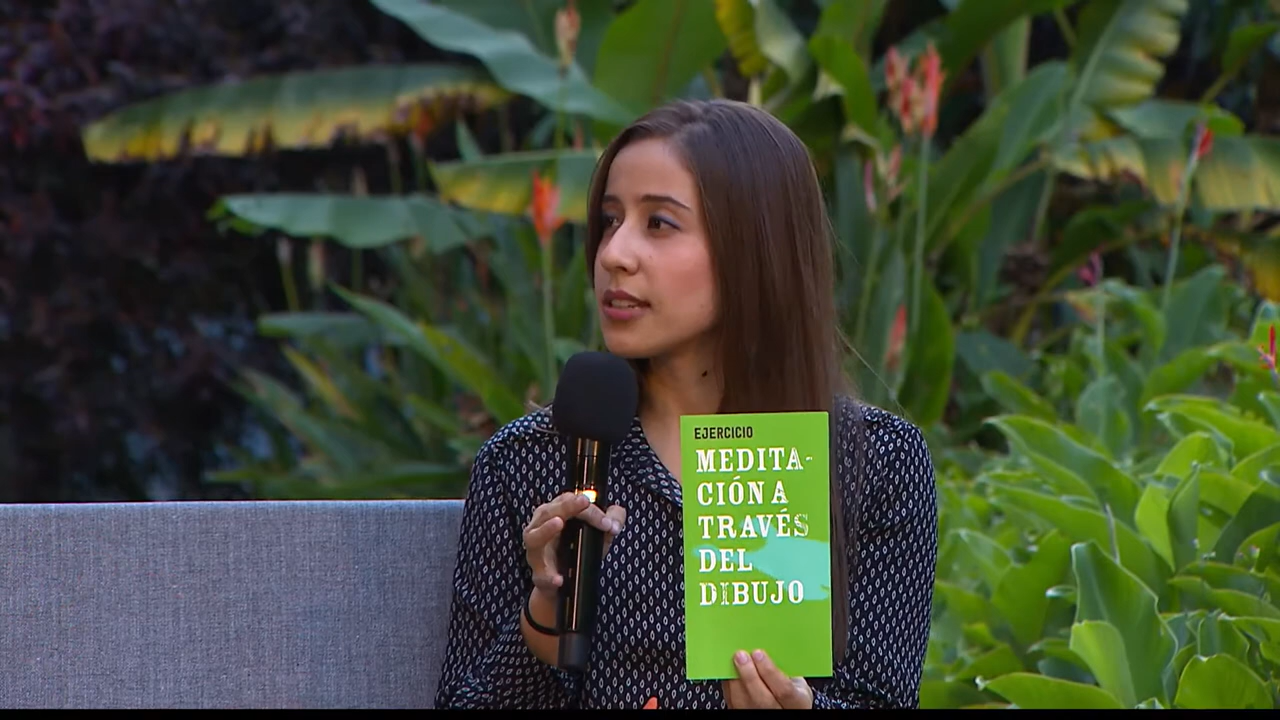 EJERCICIO
MEDITA-
CIÓN A
TRAVÉS
DEL
DIBUJO